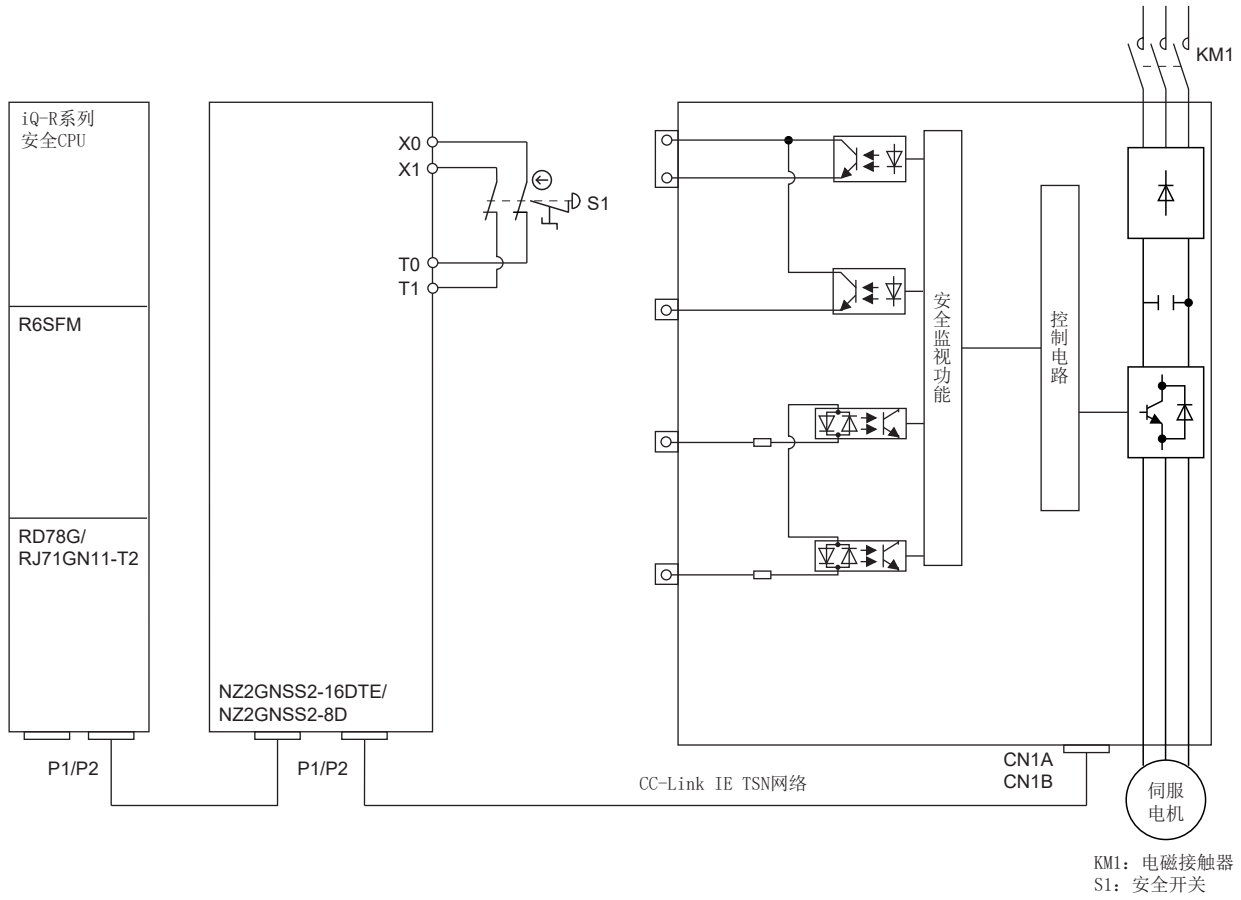 KM1
iQ-R系列
安全CPU
X0
X1
S1
T0
T1
R6SFM
安全监视功能
控制电路
RD78G/
RJ71GN11-T2
NZ2GNSS2-16DTE/
NZ2GNSS2-8D
P1/P2
P1/P2
CC-Link IE TSN网络
CN1A
CN1B
伺服
电机
KM1: 电磁接触器
S1: 安全开关